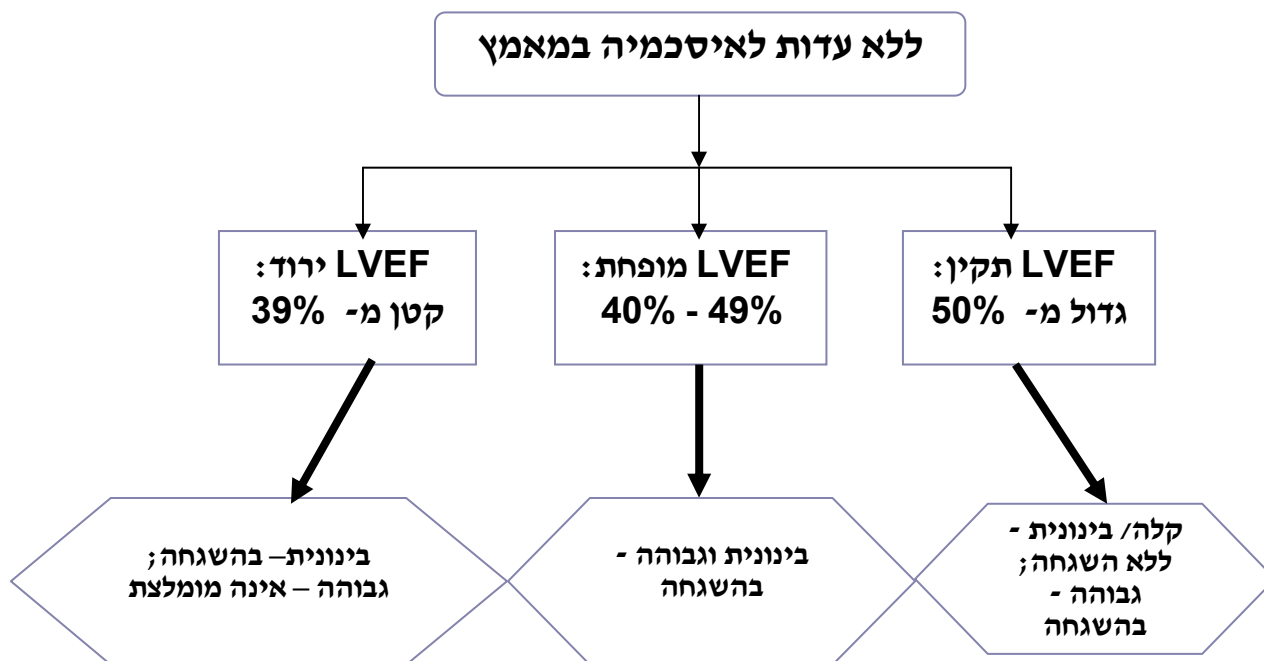 ללא עדות לאיסכמיה במאמץ
LVEF תקין:
גדול מ- 50%
LVEF מופחת:
40% - 49%
LVEF ירוד:
קטן מ- 39%
קלה/ בינונית -
ללא השגחה;
גבוהה -
בהשגחה
בינונית וגבוהה -
בהשגחה
בינונית– בהשגחה;
גבוהה – אינה מומלצת